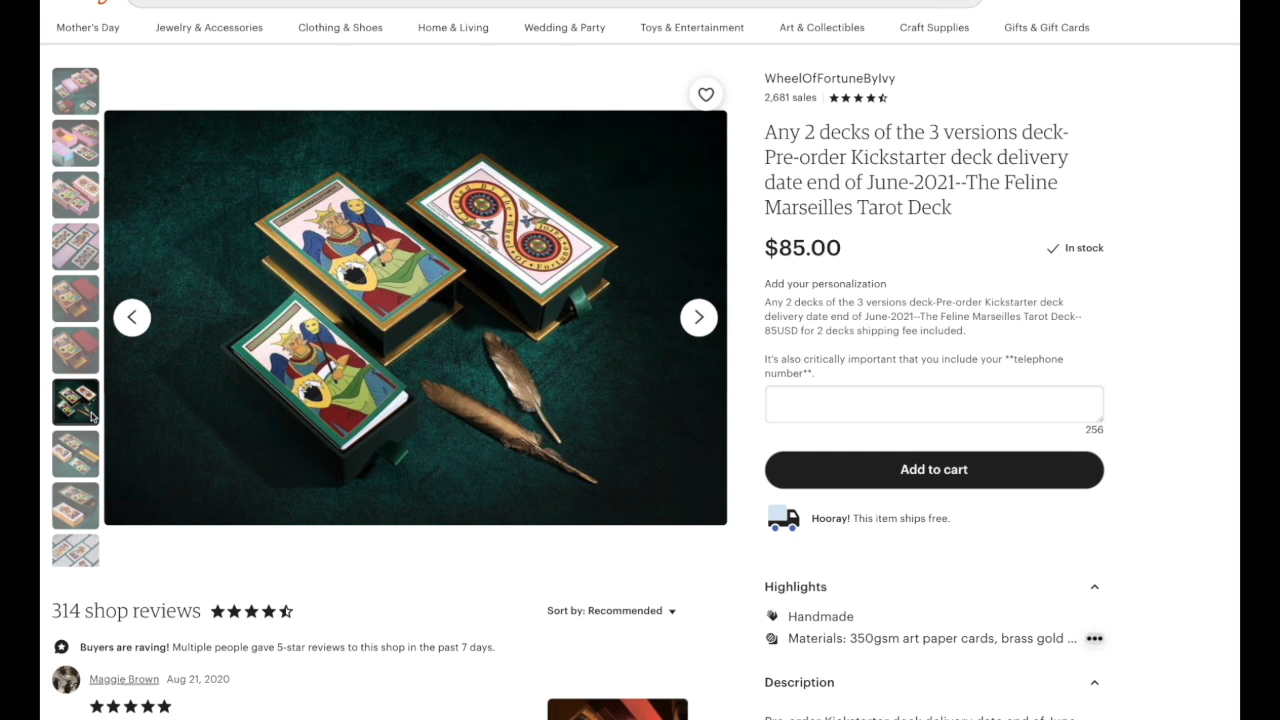 Mother's Day
Jewelry & Accessories
Clothing & Shoes
Home & Living
Wedding & Party
Toys & Entertainment
Art & Collectibles
Craft Supplies
Gifts & Gift Cards
WheelOfFortuneByIvy
2,681 sales
Any 2 decks of the 3 versions deck-
Pre-order Kickstarter deck delivery
date end of June-2021--The Feline
Marseilles Tarot Deck
$85.00
In stock
Add your personalization
Any 2 decks of the 3 versions deck-Pre-order Kickstarter deck
delivery date end of June-2021--The Feline Marseilles Tarot Deck--
85USD for 2 decks shipping fee included.
It's also critically important that you include your **telephone
number**.
256
Add to cart
Hooray! This item ships free.
Highlights
Handmade
Materials: 350gsm art paper cards, brass gold ...
Description
314 shop reviews
Sort by: Recommended
Buyers are raving! Multiple people gave 5-star reviews to this shop in the past 7 days.
Maggie Brown Aug 21, 2020